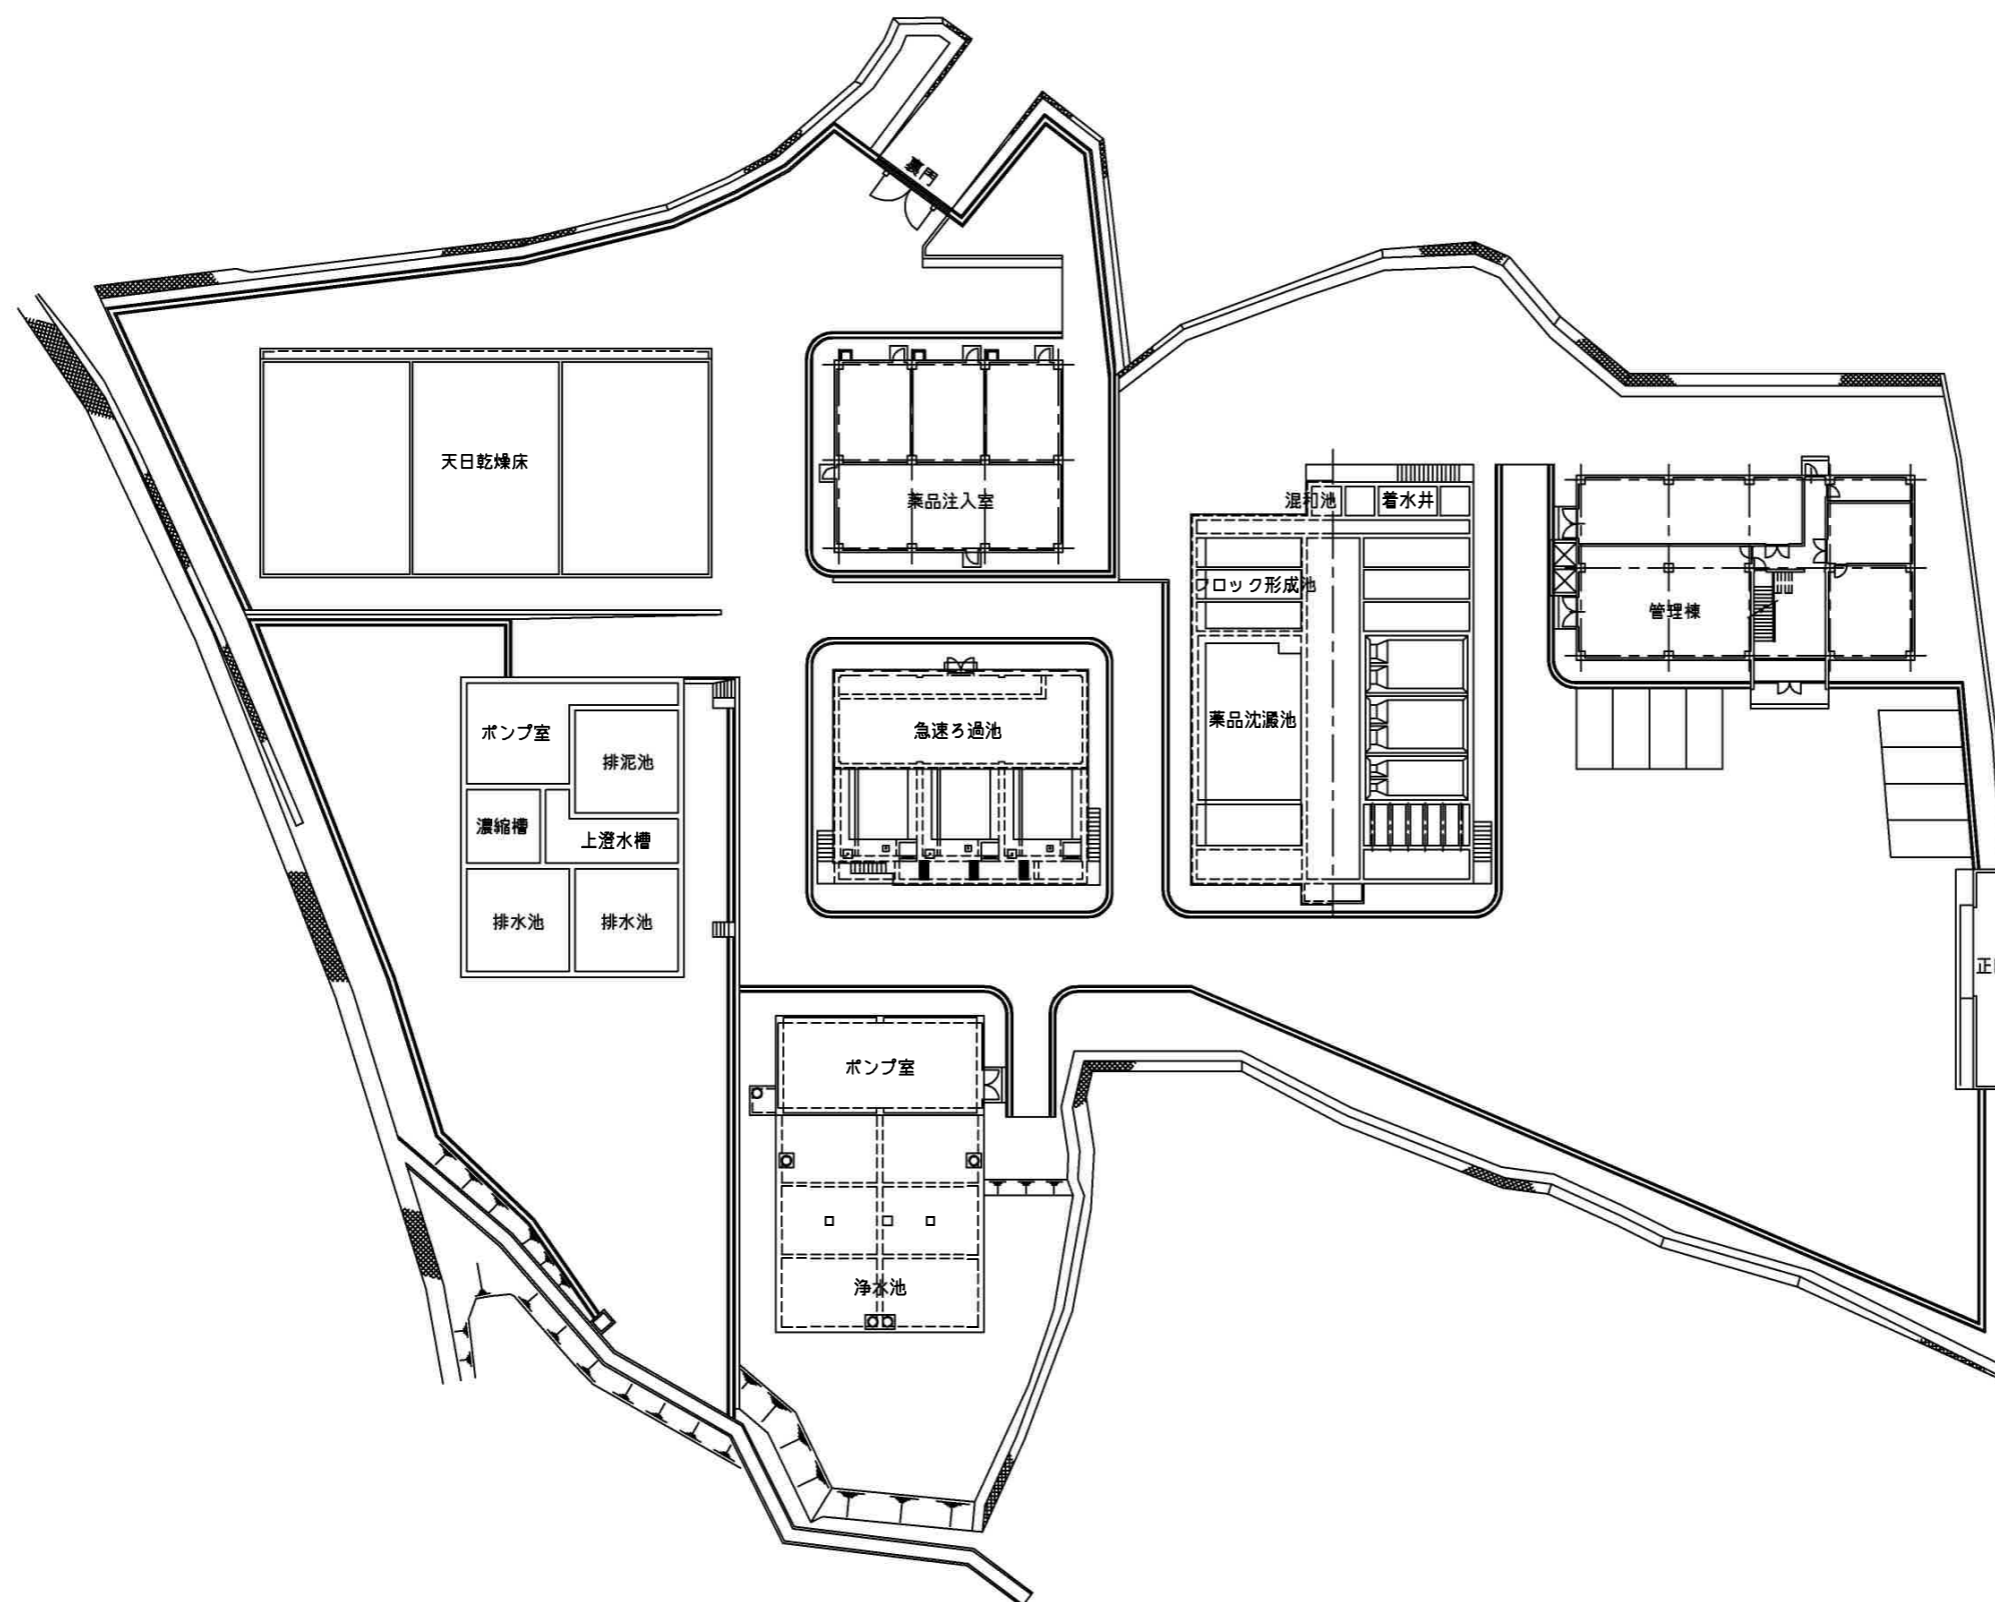 裏門
天日乾燥床
薬品注入室
混和池
着水井
フロック形成池
管理棟
薬品沈澱池
急速ろ過池
ポンプ室
排泥池
濃縮槽
上澄水槽
排水池
排水池
正
ポンプ室
浄水池